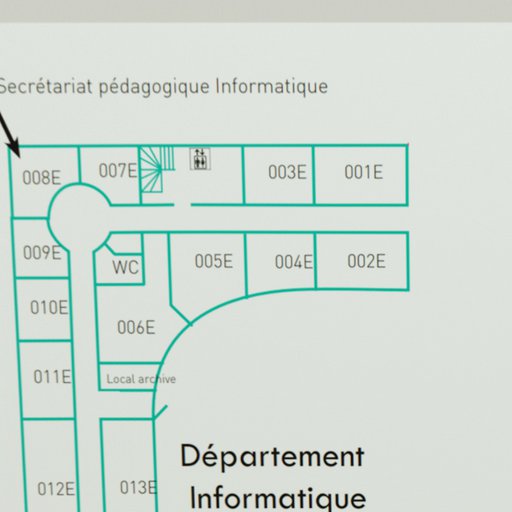 Secrétariat pédagogique Informatique
008E
007E
003E
001E
009E
WC
005E
004E
002E
010E
006E
011E
Local archive
Département
012E
013E
Informatique